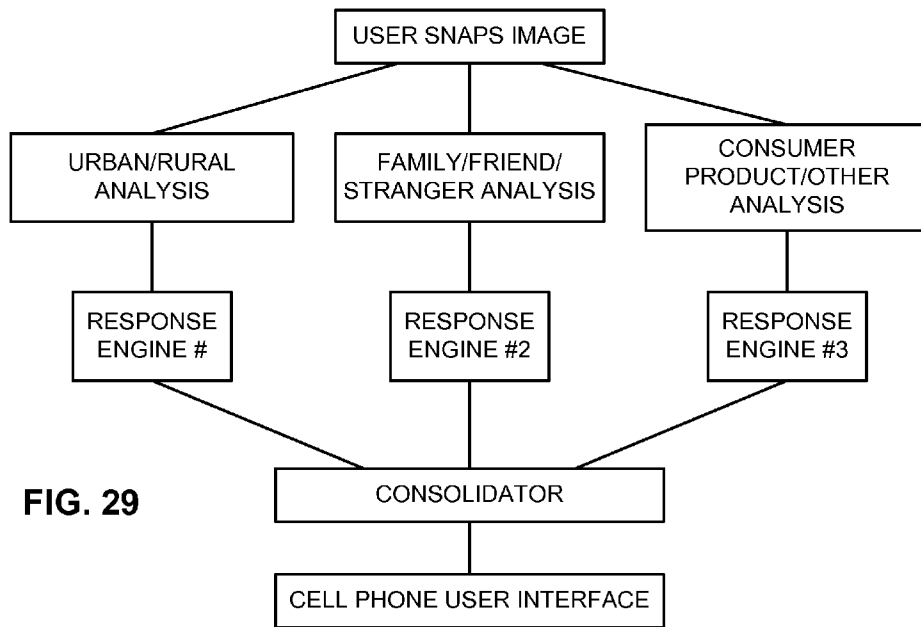 USER SNAPS IMAGE
URBAN/RURAL
ANALYSIS
FAMILY/FRIEND/
STRANGER ANALYSIS
CONSUMER
PRODUCT/OTHER
ANALYSIS
RESPONSE
ENGINE #
RESPONSE
ENGINE #2
RESPONSE
ENGINE #3
CONSOLIDATOR
FIG. 29
CELL PHONE USER INTERFACE